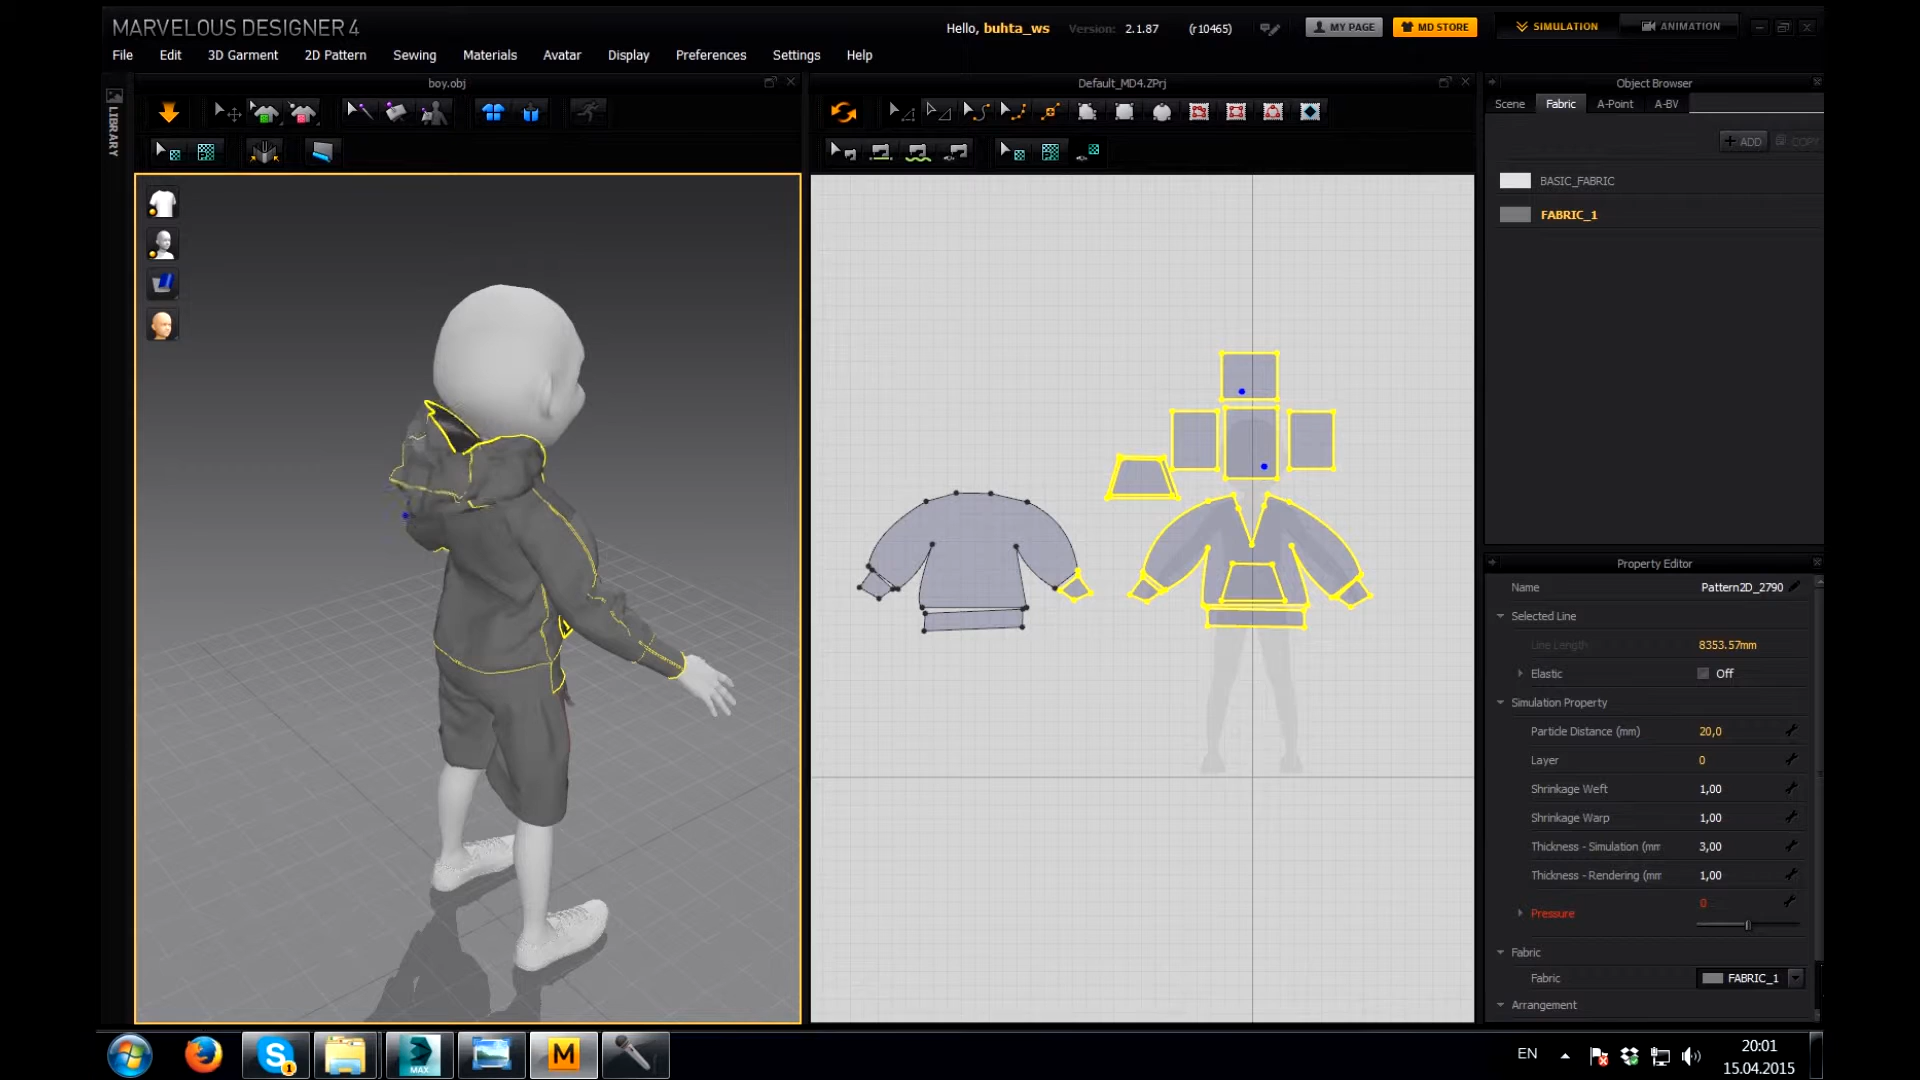 MARVELOUS DESIGNER 4
Hello, buhta_ws Version: 2.1.87 (r10465) MY PAGE MD STORE SIMULATION ANIMATION
File Edit 3D Garment 2D Pattern Sewing Materials Avatar Display Preferences Settings Help
boy.obj
Default_MD4.ZPrj
Object Browser
LIBRARY
Scene Fabric A-Point A-BV
+ ADD COPY
BASIC_FABRIC
FABRIC_1
Property Editor
Name Pattern2D_2790
Selected Line
Line Length 8353.57mm
Elastic Off
Simulation Property
Particle Distance (mm) 20,0
Layer 0
Shrinkage Weft 1,00
Shrinkage Warp 1,00
Thickness - Simulation (mm 3,00
Thickness - Rendering (mm 1,00
Pressure 0
Fabric
Fabric FABRIC_1
Arrangement
MAX
M
1
EN
20:01
15.04.2015